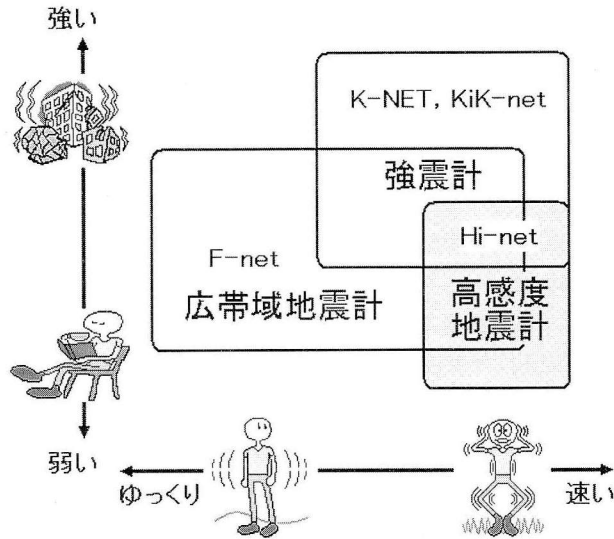 強い
K-NET, KiK-net
強震計
Hi-net
F-net
広帯域地震計
高感度
地震計
弱い
ゆっくり
速い